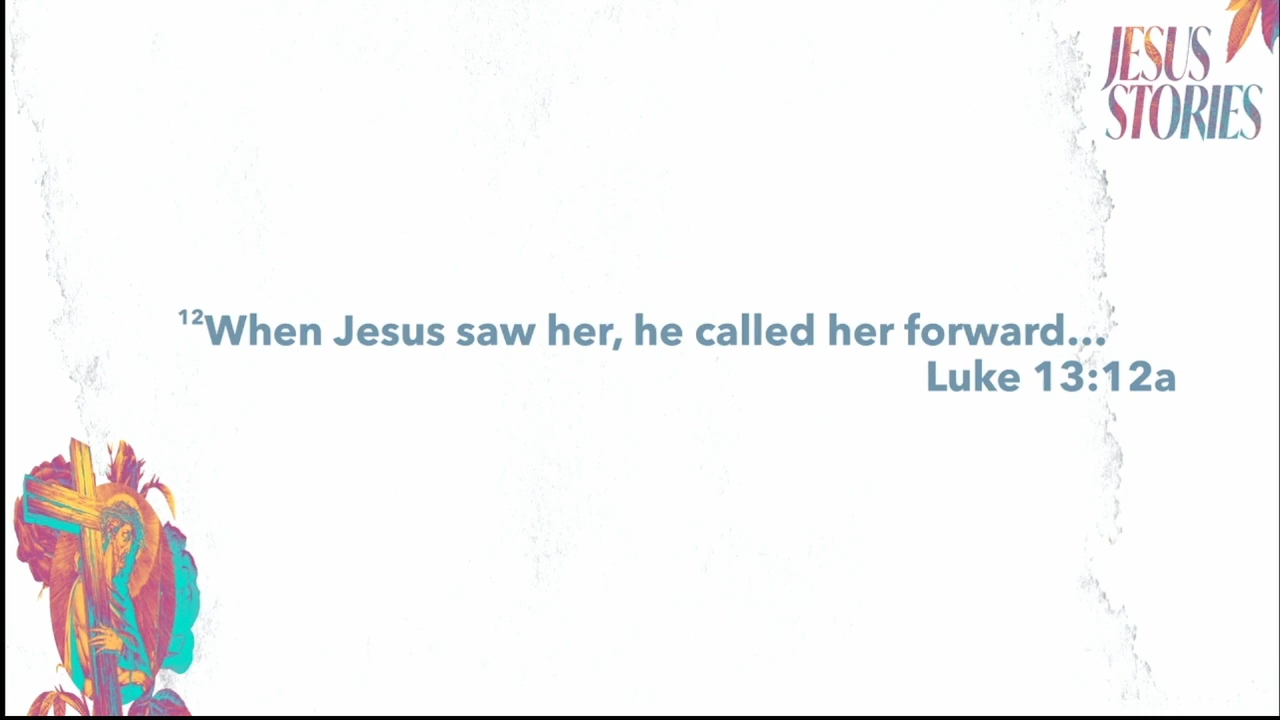 JESUS
STORIES
¹²When Jesus saw her, he called her forward...
Luke 13:12a